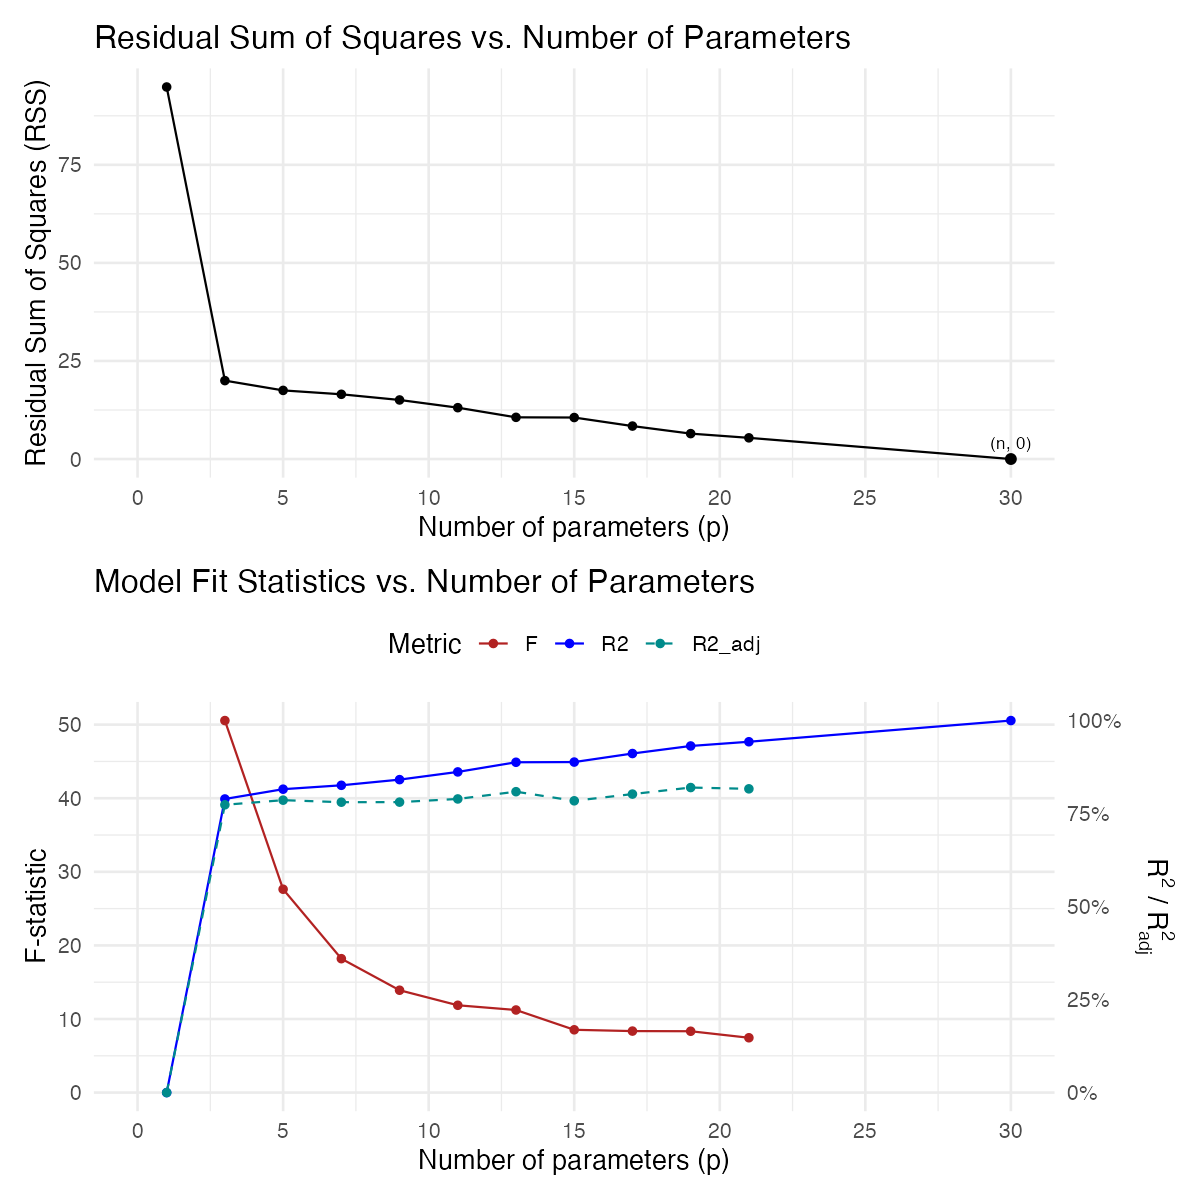 Residual Sum of Squares vs. Number of Parameters
Residual Sum of Squares (RSS)
75
50
25
0
(n, 0)
0 5 10 15 20 25 30
Number of parameters (p)
Model Fit Statistics vs. Number of Parameters
Metric F R2 R2_adj
F-statistic
50
40
30
20
10
0
100%
75%
50%
25%
0%
R² / R²adj
0 5 10 15 20 25 30
Number of parameters (p)